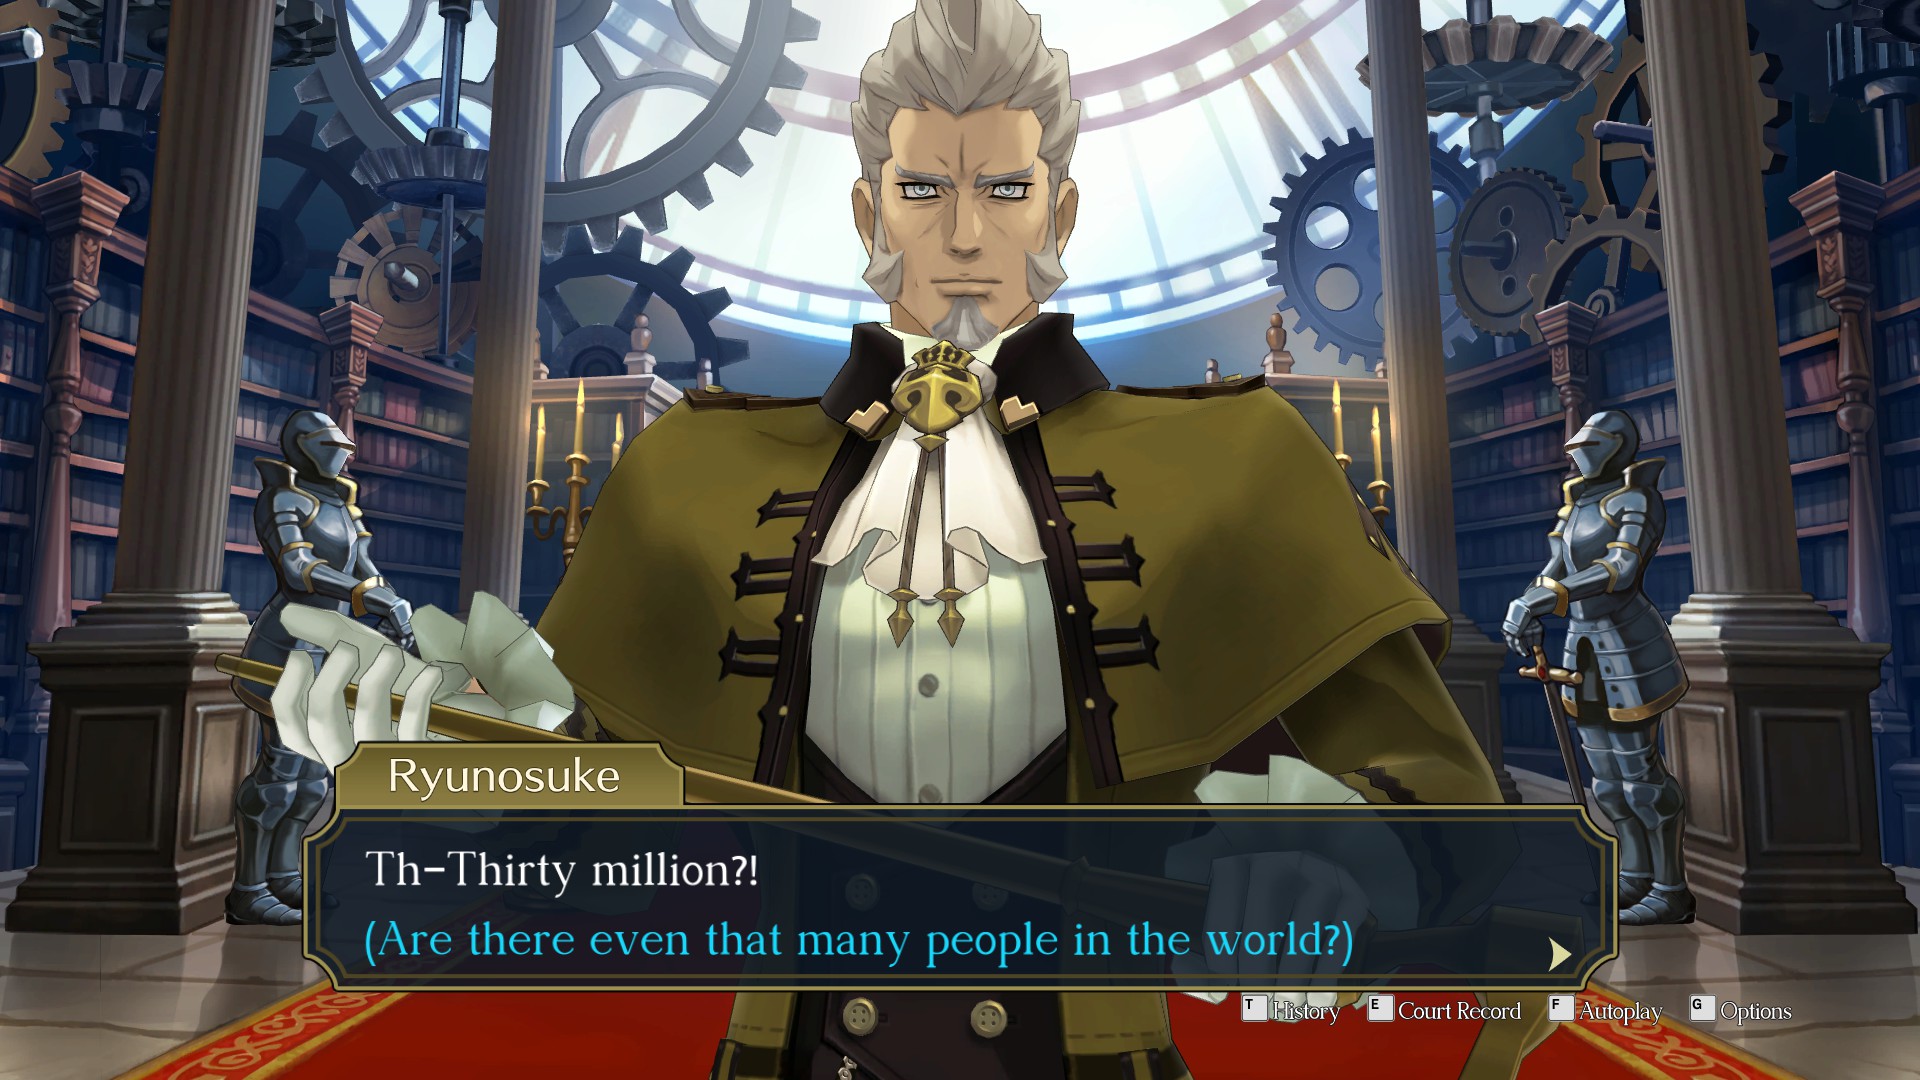 Ryunosuke
Th-Thirty million?!
(Are there even that many people in the world?)
T History E Court Record F Autoplay G Options